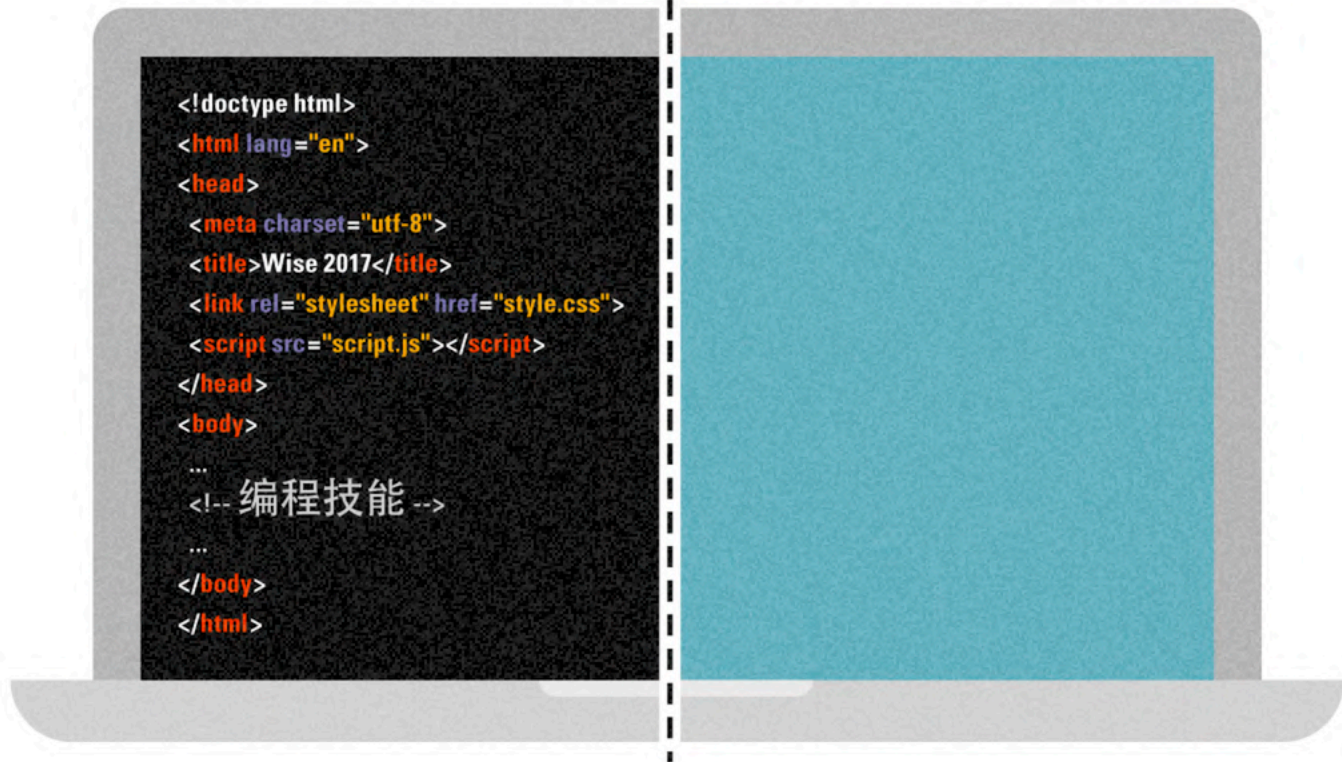 <!doctype html>
<html lang="en">
<head>
<meta charset="utf-8">
<title>Wise 2017</title>
<link rel="stylesheet" href="style.css">
<script src="script.js"></script>
</head>
<body>
...
<!-- 编程技能 -->
...
</body>
</html>